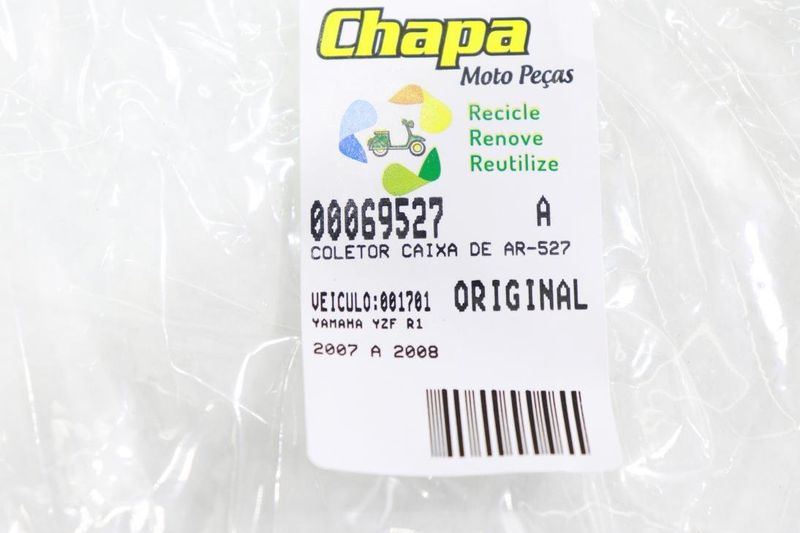 Chapa
Moto Peças
Recicle
Renove
Reutilize
00069527 A
COLETOR CAIXA DE AR-527
VEICULO:001701 ORIGINAL
YAMAHA YZF R1
2007 A 2008